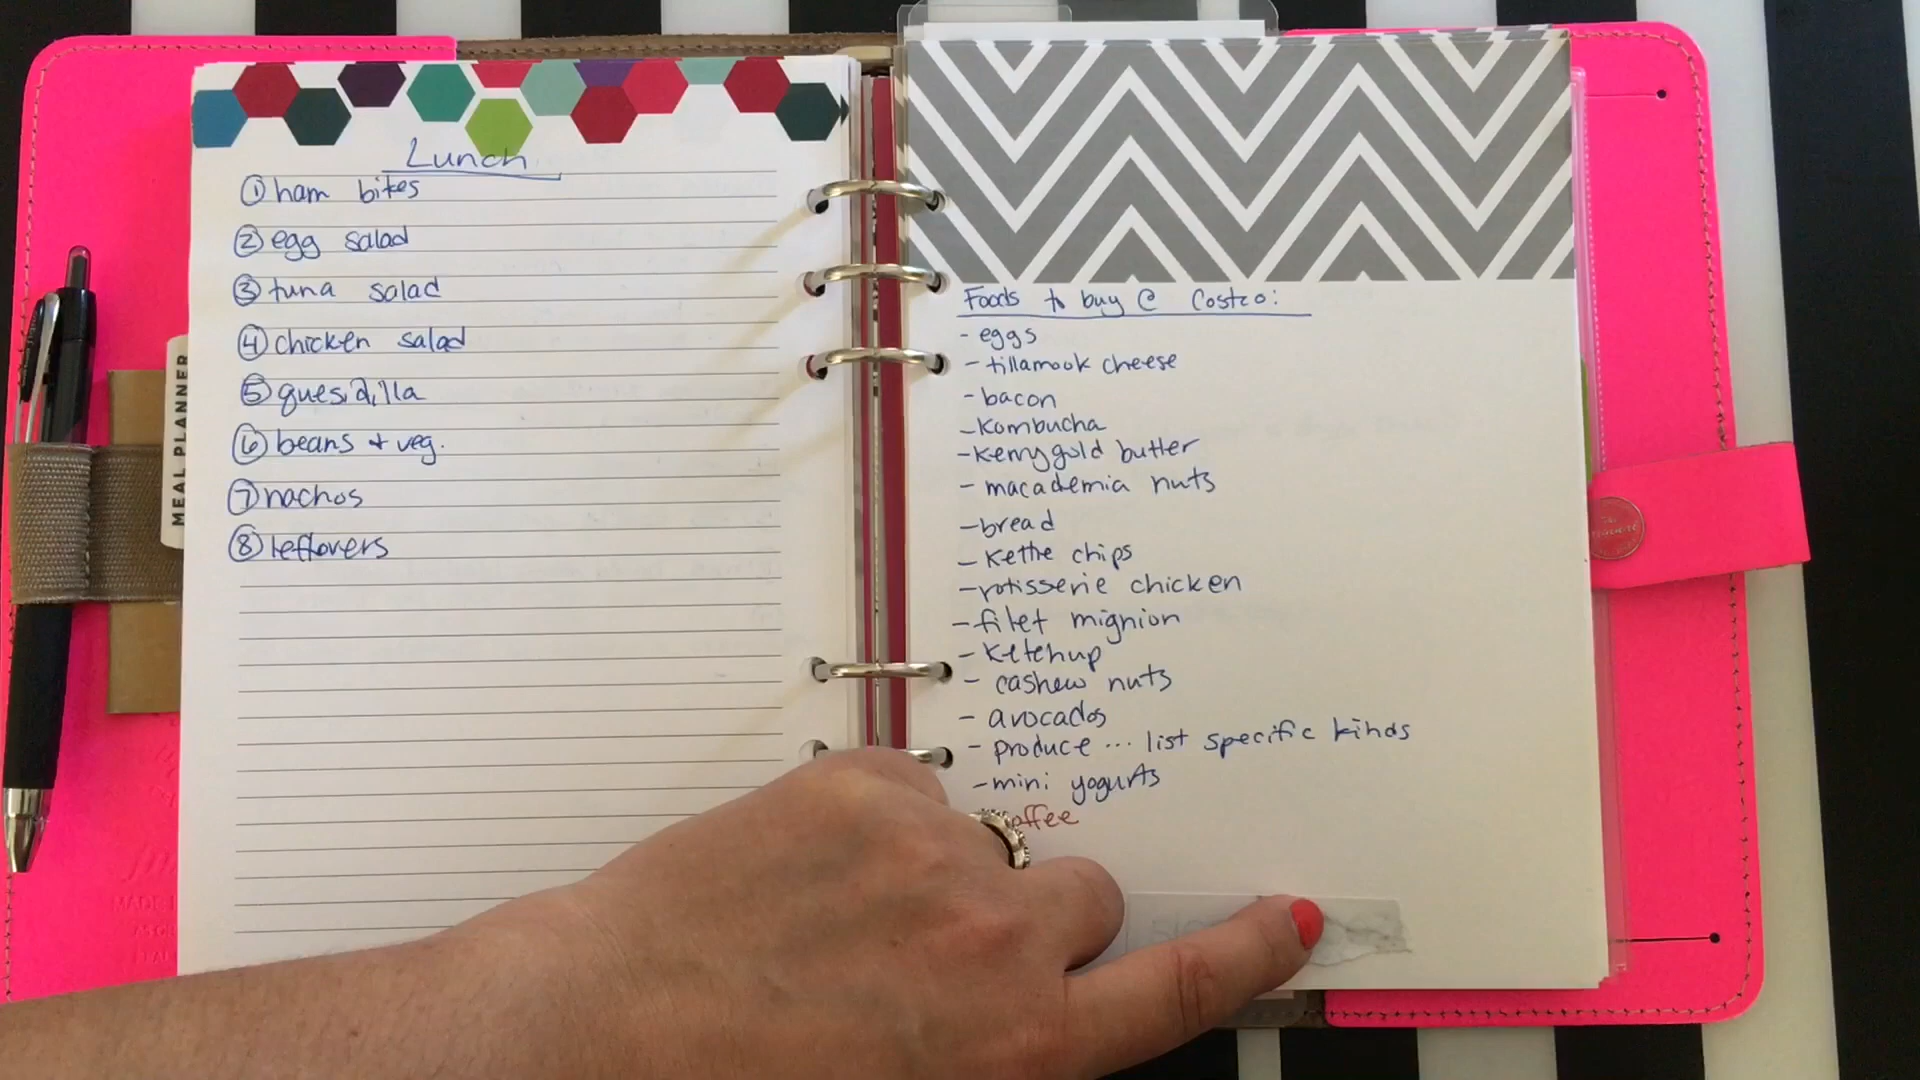 Lunch
① ham bites
② egg salad
③ tuna salad
④ chicken salad
⑤ quesidilla
⑥ beans + veg.
⑦ nachos
⑧ leftovers
MEAL PLANNER
Foods to buy @ Costco:
- eggs
- tillamook cheese
- bacon
- Kombucha
- Kerrygold butter
- macademia nuts
- bread
- Kettle chips
- rotisserie chicken
- filet mignion
- Ketchup
- cashew nuts
- avocados
- produce ... list specific kinds
- mini yogurts
offee